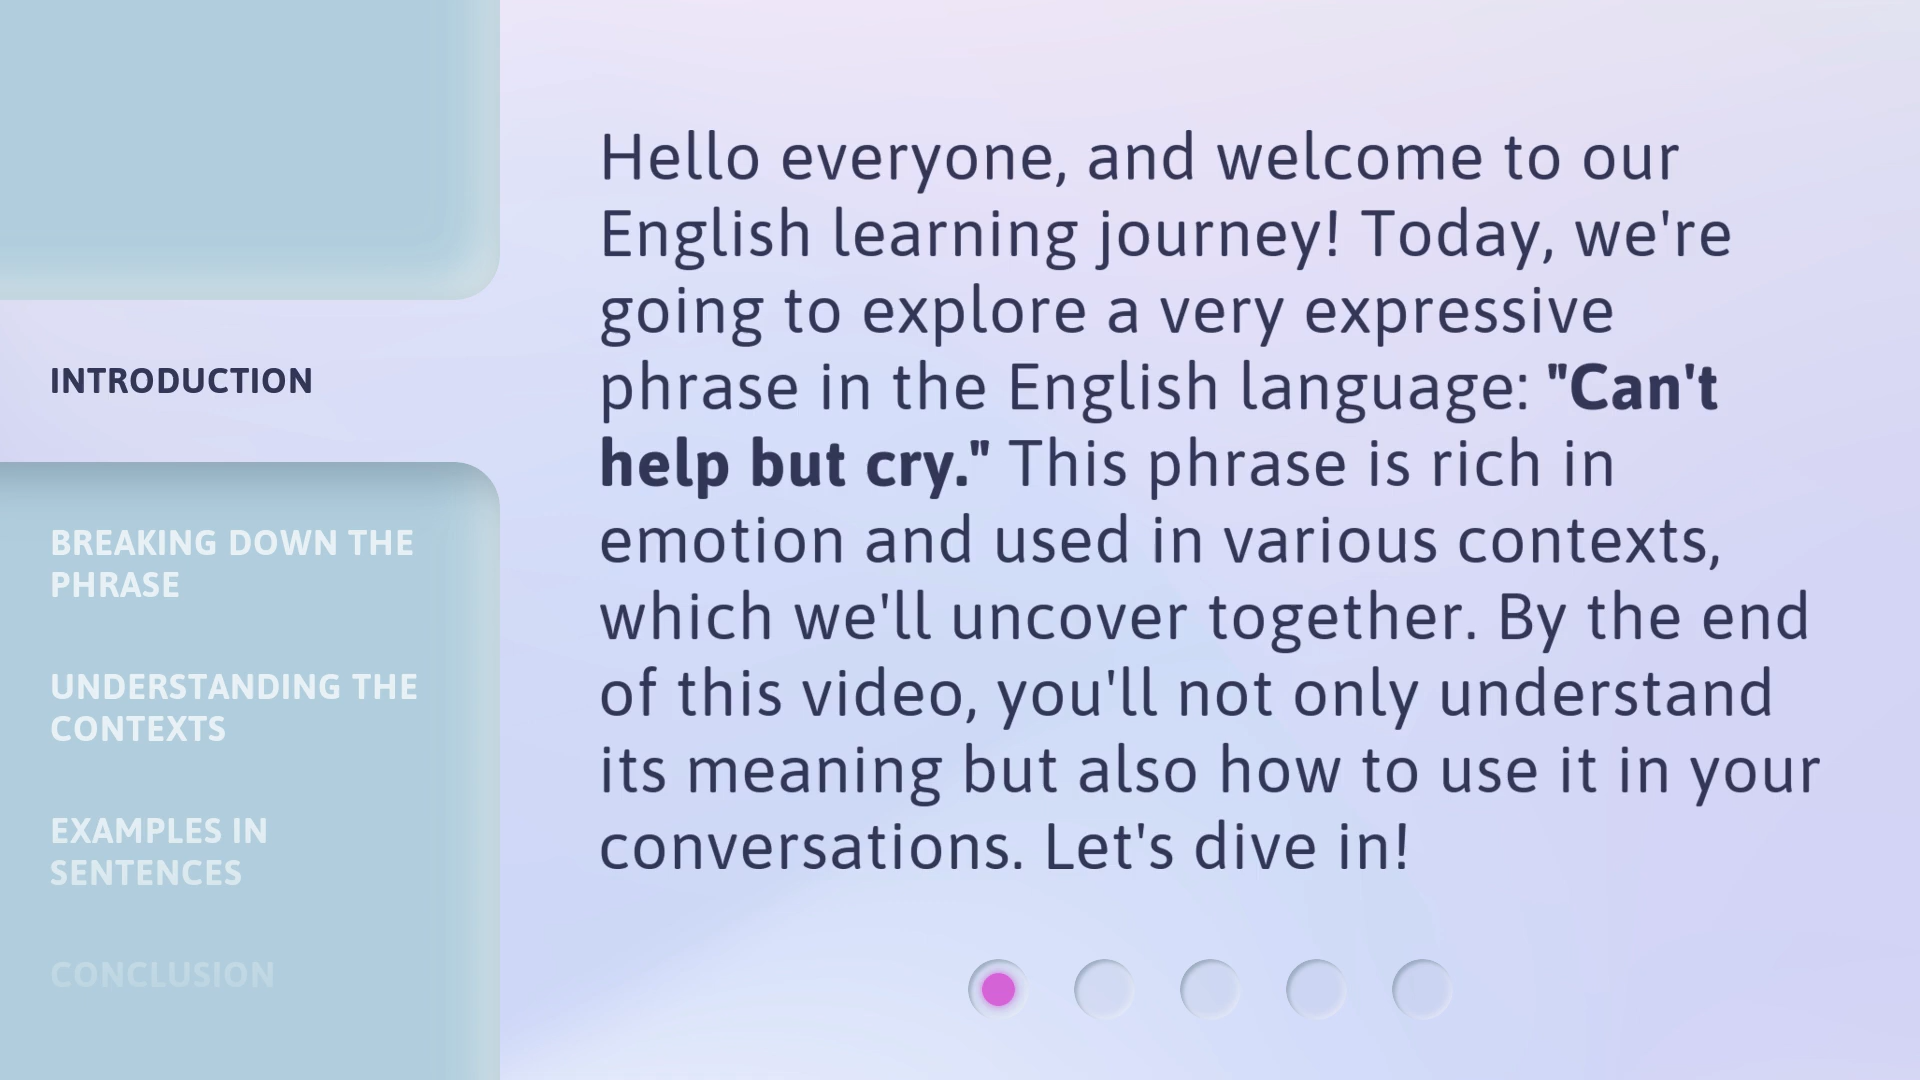 INTRODUCTION
BREAKING DOWN THE
PHRASE
UNDERSTANDING THE
CONTEXTS
EXAMPLES IN
SENTENCES
CONCLUSION
Hello everyone, and welcome to our
English learning journey! Today, we're
going to explore a very expressive
phrase in the English language: "Can't
help but cry." This phrase is rich in
emotion and used in various contexts,
which we'll uncover together. By the end
of this video, you'll not only understand
its meaning but also how to use it in your
conversations. Let's dive in!